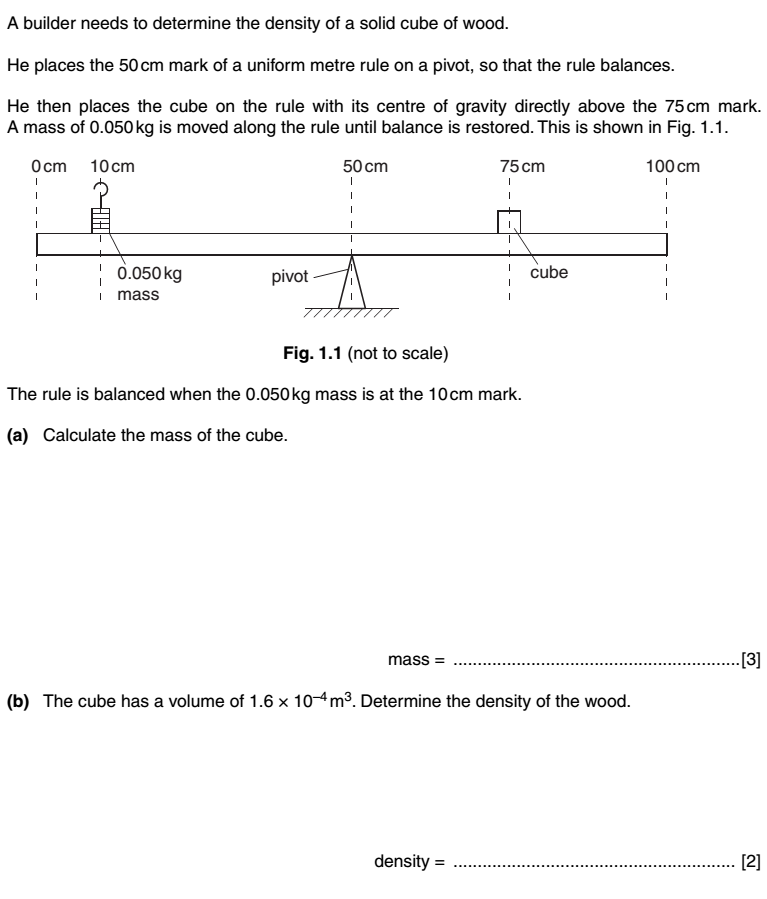 A builder needs to determine the density of a solid cube of wood.
He places the 50 cm mark of a uniform metre rule on a pivot, so that the rule balances.
He then places the cube on the rule with its centre of gravity directly above the 75 cm mark.
A mass of 0.050 kg is moved along the rule until balance is restored. This is shown in Fig. 1.1.
0 cm 10 cm 50 cm 75 cm 100 cm
0.050 kg
mass
pivot
cube
Fig. 1.1 (not to scale)
The rule is balanced when the 0.050 kg mass is at the 10 cm mark.
(a) Calculate the mass of the cube.
mass = ............................................................[3]
(b) The cube has a volume of 1.6 × 10⁻⁴ m³. Determine the density of the wood.
density = ........................................................... [2]